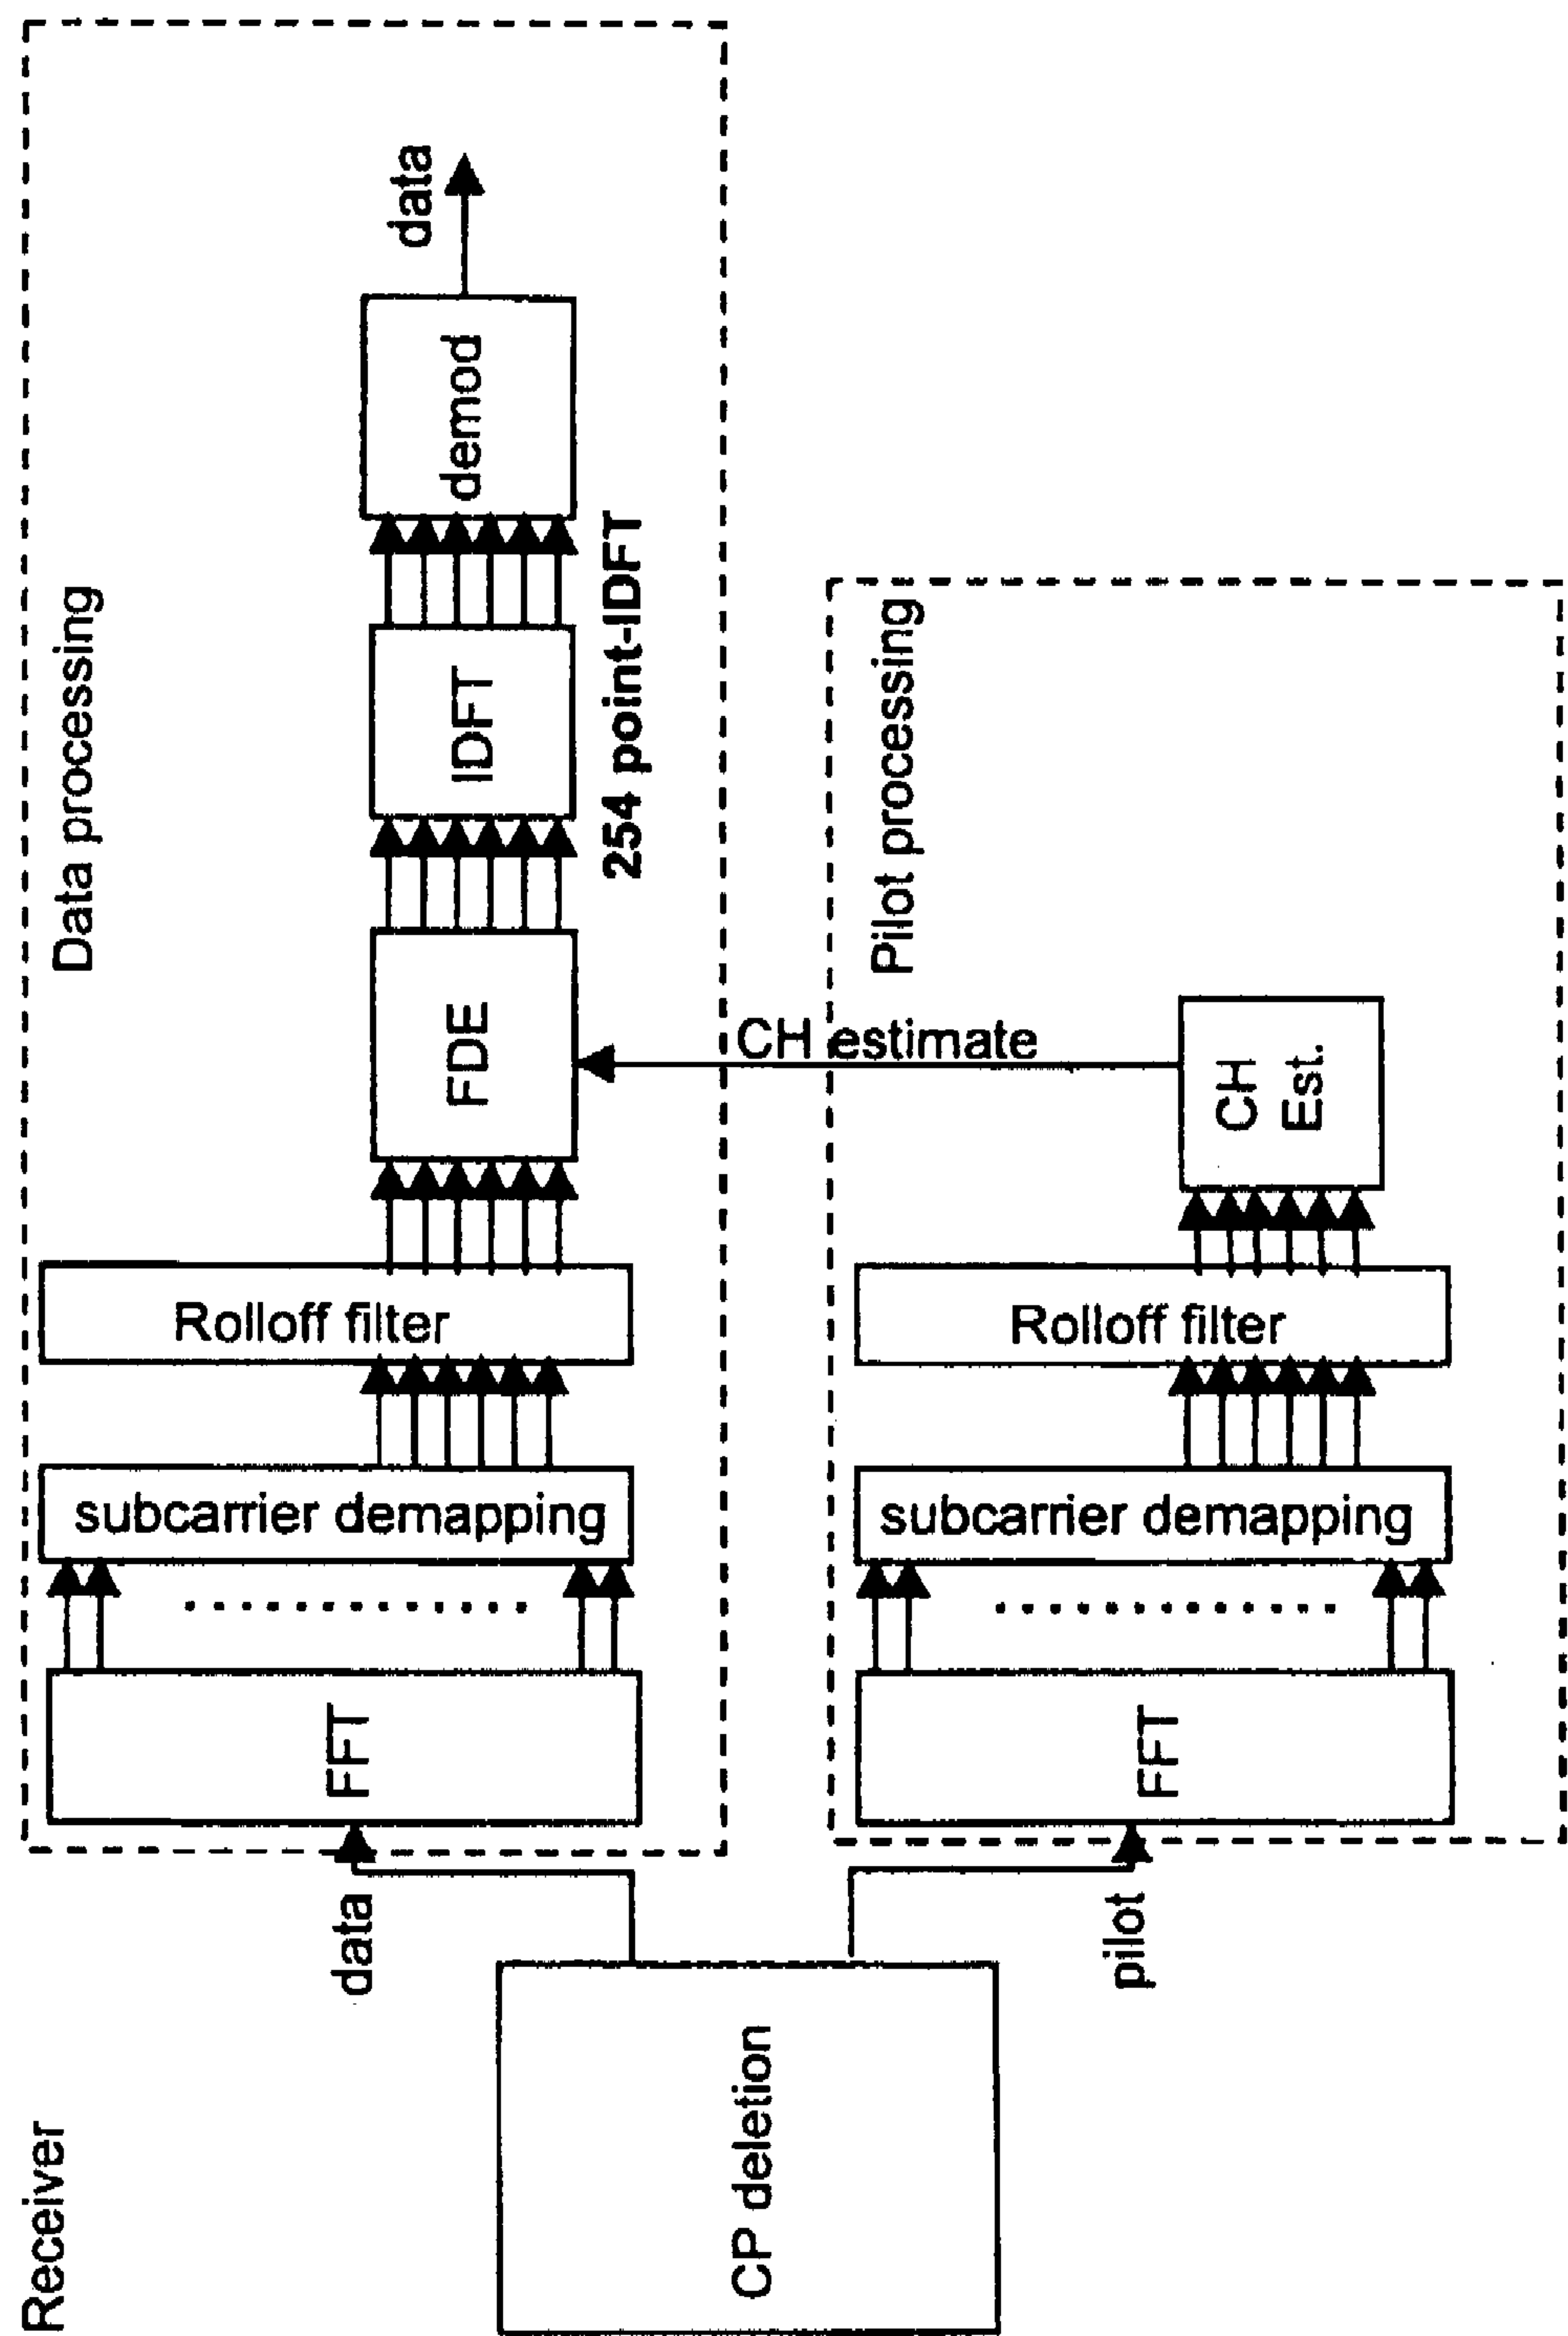 Receiver
CP deletion
data
pilot
Data processing
FFT
subcarrier demapping
Rolloff filter
FDE
IDFT
254 point-IDFT
demod
data
CH estimate
Pilot processing
FFT
subcarrier demapping
Rolloff filter
CH
Est.